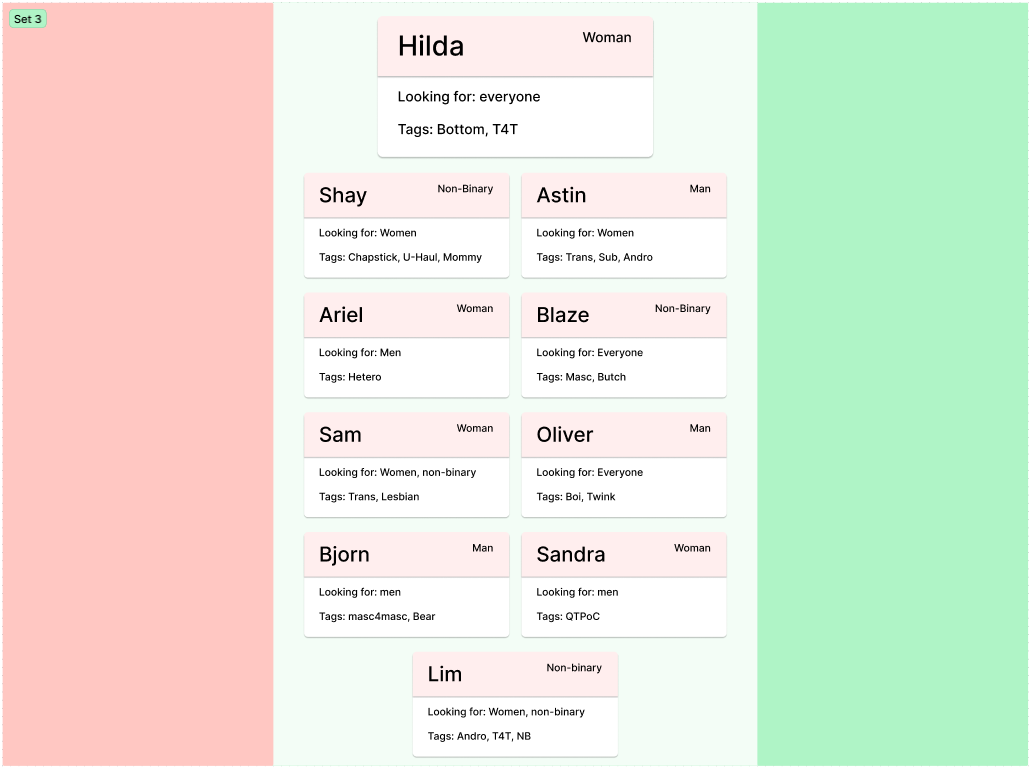 Set 3
Hilda
Woman
Looking for: everyone
Tags: Bottom, T4T
Shay
Non-Binary
Looking for: Women
Tags: Chapstick, U-Haul, Mommy
Astin
Man
Looking for: Women
Tags: Trans, Sub, Andro
Ariel
Woman
Looking for: Men
Tags: Hetero
Blaze
Non-Binary
Looking for: Everyone
Tags: Masc, Butch
Sam
Woman
Looking for: Women, non-binary
Tags: Trans, Lesbian
Oliver
Man
Looking for: Everyone
Tags: Boi, Twink
Bjorn
Man
Looking for: men
Tags: masc4masc, Bear
Sandra
Woman
Looking for: men
Tags: QTPoC
Lim
Non-binary
Looking for: Women, non-binary
Tags: Andro, T4T, NB